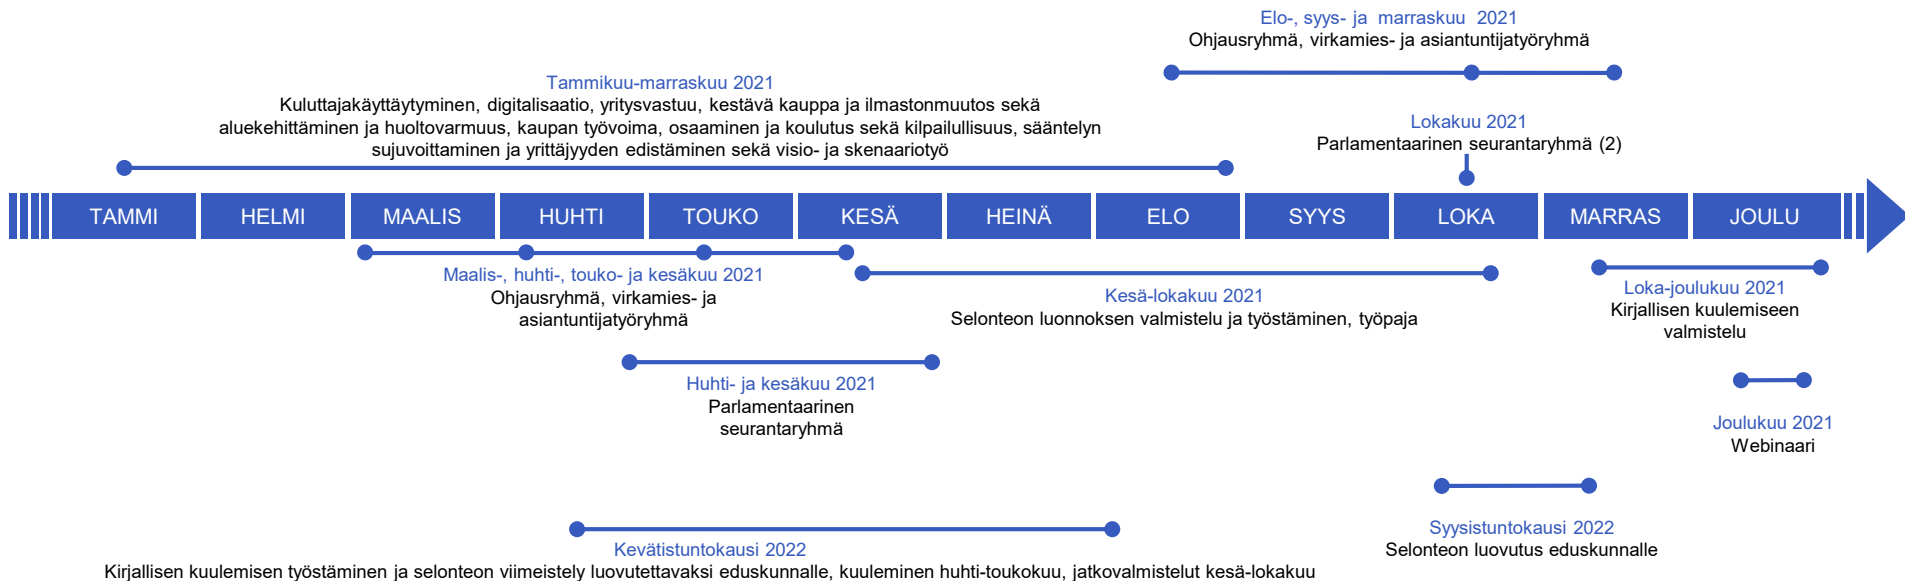 Elo-, syys- ja marraskuu 2021
Ohjausryhmä, virkamies- ja asiantuntijatyöryhmä
Tammikuu-marraskuu 2021
Kuluttajakäyttäytyminen, digitalisaatio, yritysvastuu, kestävä kauppa ja ilmastonmuutos sekä
aluekehittäminen ja huoltovarmuus, kaupan työvoima, osaaminen ja koulutus sekä kilpailullisuus, sääntelyn
sujuvoittaminen ja yrittäjyyden edistäminen sekä visio- ja skenaariotyö
Lokakuu 2021
Parlamentaarinen seurantaryhmä (2)
TAMMI HELMI MAALIS HUHTI TOUKO KESÄ HEINÄ ELO SYYS LOKA MARRAS JOULU
Maalis-, huhti-, touko- ja kesäkuu 2021
Ohjausryhmä, virkamies- ja
asiantuntijatyöryhmä
Kesä-lokakuu 2021
Selonteon luonnoksen valmistelu ja työstäminen, työpaja
Loka-joulukuu 2021
Kirjallisen kuulemiseen
valmistelu
Huhti- ja kesäkuu 2021
Parlamentaarinen
seurantaryhmä
Joulukuu 2021
Webinaari
Syysistuntokausi 2022
Selonteon luovutus eduskunnalle
Kevätistuntokausi 2022
Kirjallisen kuulemisen työstäminen ja selonteon viimeistely luovutettavaksi eduskunnalle, kuuleminen huhti-toukokuu, jatkovalmistelut kesä-lokakuu